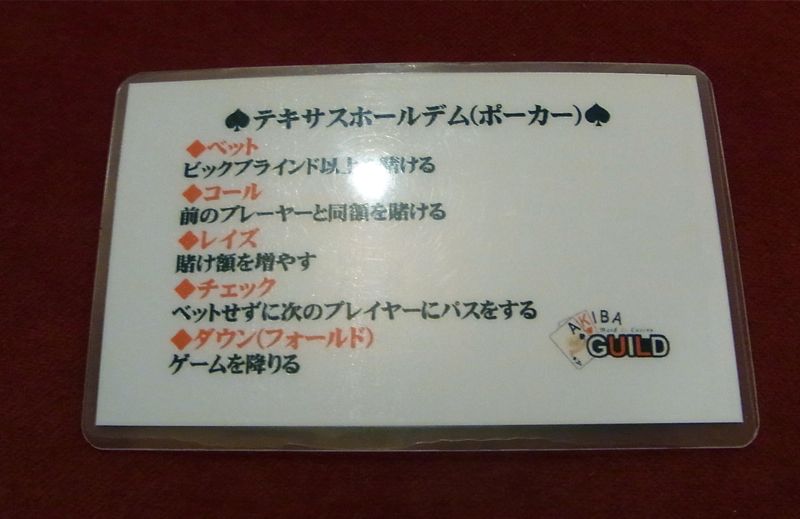 ♠テキサスホールデム(ポーカー)♠
◆ベット
ビックブラインド以上 賭ける
◆コール
前のプレーヤーと同額を賭ける
◆レイズ
賭け額を増やす
◆チェック
ベットせずに次のプレイヤーにパスをする
◆ダウン(フォールド)
ゲームを降りる
AKIBA
GUILD